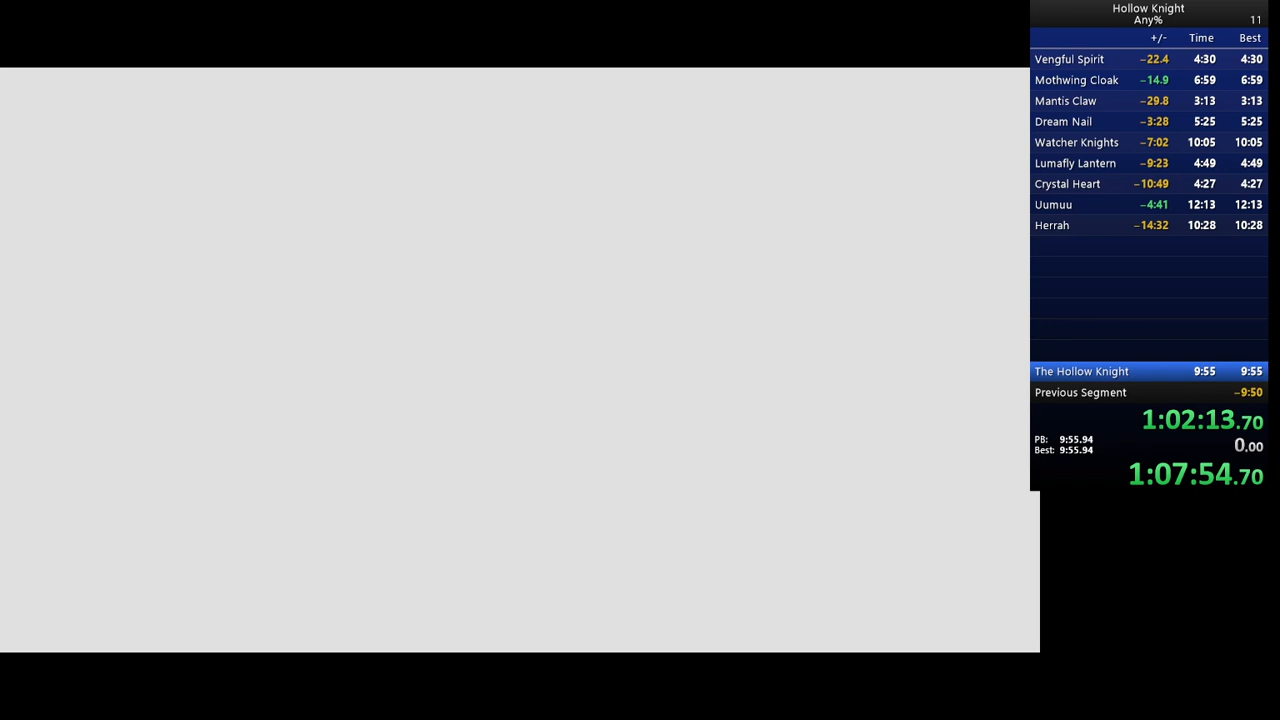 Hollow Knight
Any% 11
+/- Time Best
Vengful Spirit −22.4 4:30 4:30
Mothwing Cloak −14.9 6:59 6:59
Mantis Claw −29.8 3:13 3:13
Dream Nail −3:28 5:25 5:25
Watcher Knights −7:02 10:05 10:05
Lumafly Lantern −9:23 4:49 4:49
Crystal Heart −10:49 4:27 4:27
Uumuu −4:41 12:13 12:13
Herrah −14:32 10:28 10:28
The Hollow Knight 9:55 9:55
Previous Segment −9:50
1:02:13.70
PB: 9:55.94 0.00
Best: 9:55.94
1:07:54.70